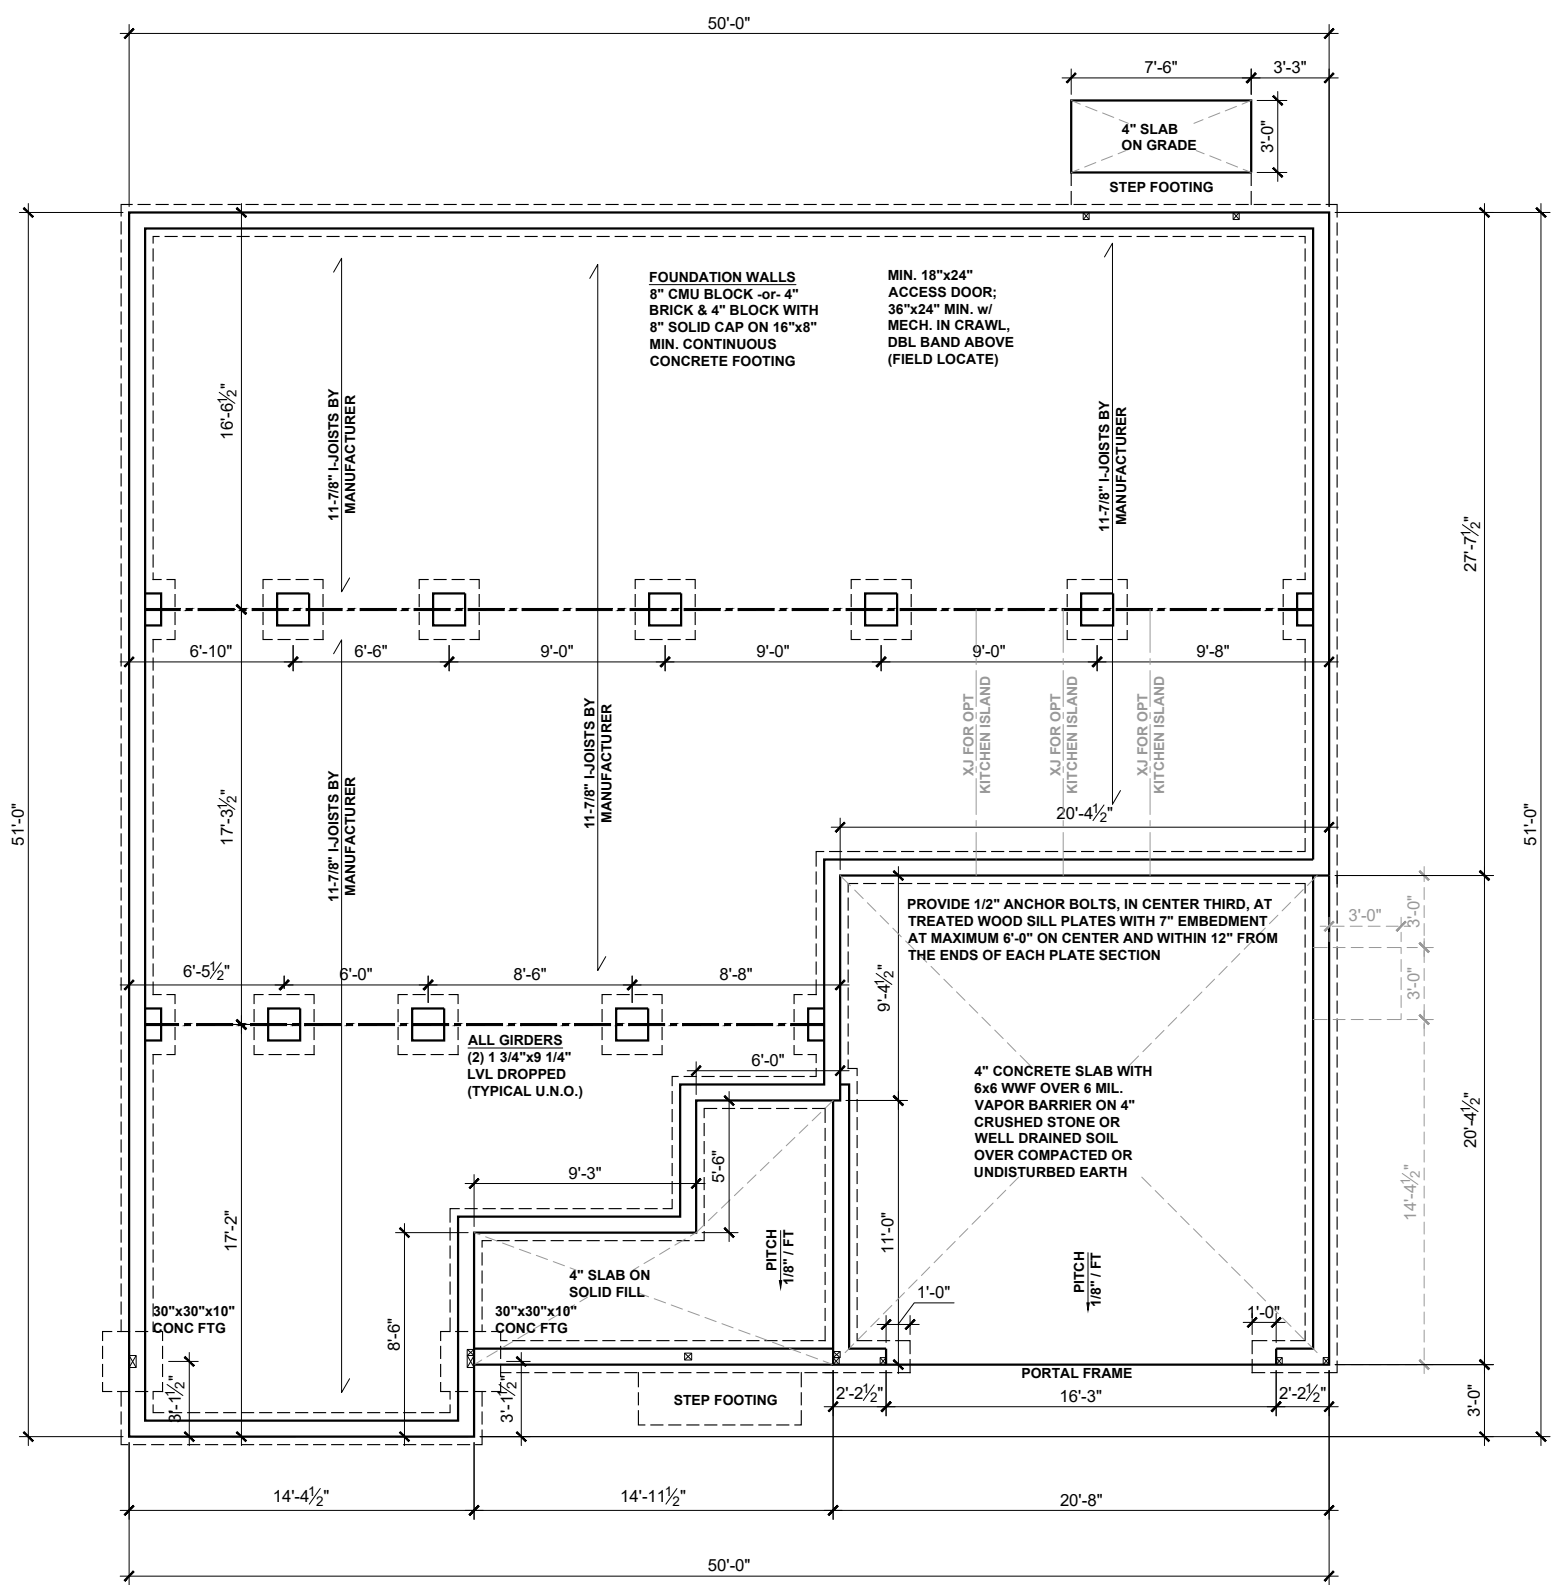 50'-0"
7'-6"
3'-3"
4" SLAB
ON GRADE
3'-0"
STEP FOOTING
FOUNDATION WALLS
8" CMU BLOCK -or- 4"
BRICK & 4" BLOCK WITH
8" SOLID CAP ON 16"x8"
MIN. CONTINUOUS
CONCRETE FOOTING
MIN. 18"x24"
ACCESS DOOR;
36"x24" MIN. w/
MECH. IN CRAWL,
DBL BAND ABOVE
(FIELD LOCATE)
16'-6½"
11-7/8" I-JOISTS BY
MANUFACTURER
11-7/8" I-JOISTS BY
MANUFACTURER
27'-7½"
6'-10"
6'-6"
9'-0"
9'-0"
9'-0"
9'-8"
XJ FOR OPT
KITCHEN ISLAND
XJ FOR OPT
KITCHEN ISLAND
XJ FOR OPT
KITCHEN ISLAND
51'-0"
17'-3½"
11-7/8" I-JOISTS BY
MANUFACTURER
11-7/8" I-JOISTS BY
MANUFACTURER
20'-4½"
51'-0"
PROVIDE 1/2" ANCHOR BOLTS, IN CENTER THIRD, AT
TREATED WOOD SILL PLATES WITH 7" EMBEDMENT
AT MAXIMUM 6'-0" ON CENTER AND WITHIN 12" FROM
THE ENDS OF EACH PLATE SECTION
3'-0"
3'-0"
3'-0"
6'-5½"
6'-0"
8'-6"
8'-8"
9'-4½"
ALL GIRDERS
(2) 1 3/4"x9 1/4"
LVL DROPPED
(TYPICAL U.N.O.)
6'-0"
4" CONCRETE SLAB WITH
6x6 WWF OVER 6 MIL.
VAPOR BARRIER ON 4"
CRUSHED STONE OR
WELL DRAINED SOIL
OVER COMPACTED OR
UNDISTURBED EARTH
20'-4½"
9'-3"
5'-6"
14'-4½"
17'-2"
11'-0"
PITCH
1/8" / FT
PITCH
1/8" / FT
4" SLAB ON
SOLID FILL
30"x30"x10"
CONC FTG
30"x30"x10"
CONC FTG
8'-6"
1'-0"
1'-0"
PORTAL FRAME
3'-1½"
3'-1½"
STEP FOOTING
2'-2½"
16'-3"
2'-2½"
3'-0"
14'-4½"
14'-11½"
20'-8"
50'-0"